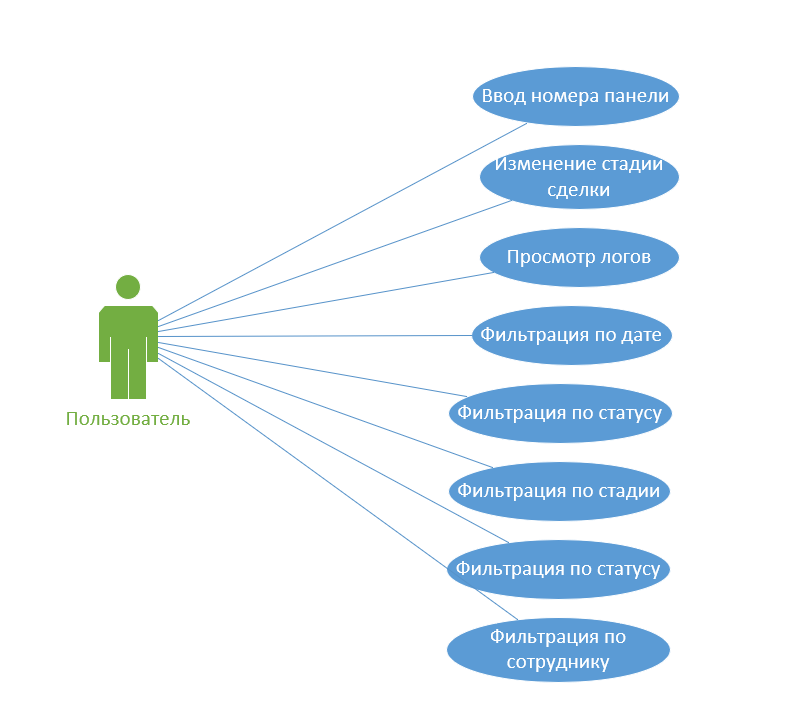 Ввод номера панели
Изменение стадии
сделки
Просмотр логов
Фильтрация по дате
Фильтрация по статусу
Пользователь
Фильтрация по стадии
Фильтрация по статусу
Фильтрация по
сотруднику